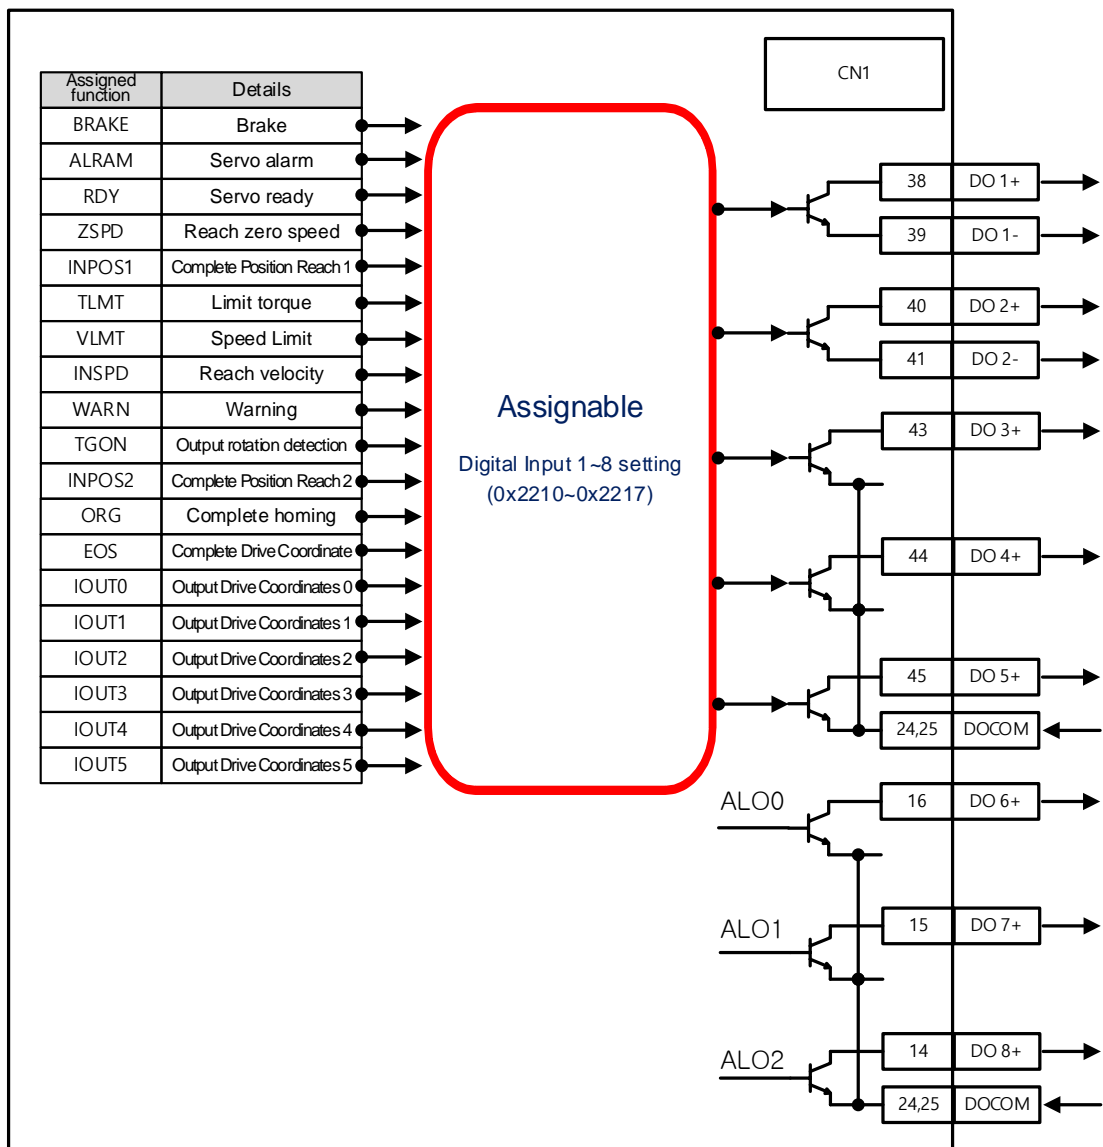 CN1
Assigned
function
Details
BRAKE
Brake
ALRAM
Servo alarm
RDY
Servo ready
ZSPD
Reach zero speed
INPOS1
Complete Position Reach 1
TLMT
Limit torque
VLMT
Speed Limit
INSPD
Reach velocity
WARN
Warning
TGON
Output rotation detection
INPOS2
Complete Position Reach 2
ORG
Complete homing
EOS
Complete Drive Coordinate
IOUT0
Output Drive Coordinates 0
IOUT1
Output Drive Coordinates 1
IOUT2
Output Drive Coordinates 2
IOUT3
Output Drive Coordinates 3
IOUT4
Output Drive Coordinates 4
IOUT5
Output Drive Coordinates 5
Assignable
Digital Input 1~8 setting
(0x2210~0x2217)
38 DO 1+
39 DO 1-
40 DO 2+
41 DO 2-
43 DO 3+
44 DO 4+
45 DO 5+
24,25 DOCOM
ALO0
16 DO 6+
ALO1
15 DO 7+
ALO2
14 DO 8+
24,25 DOCOM